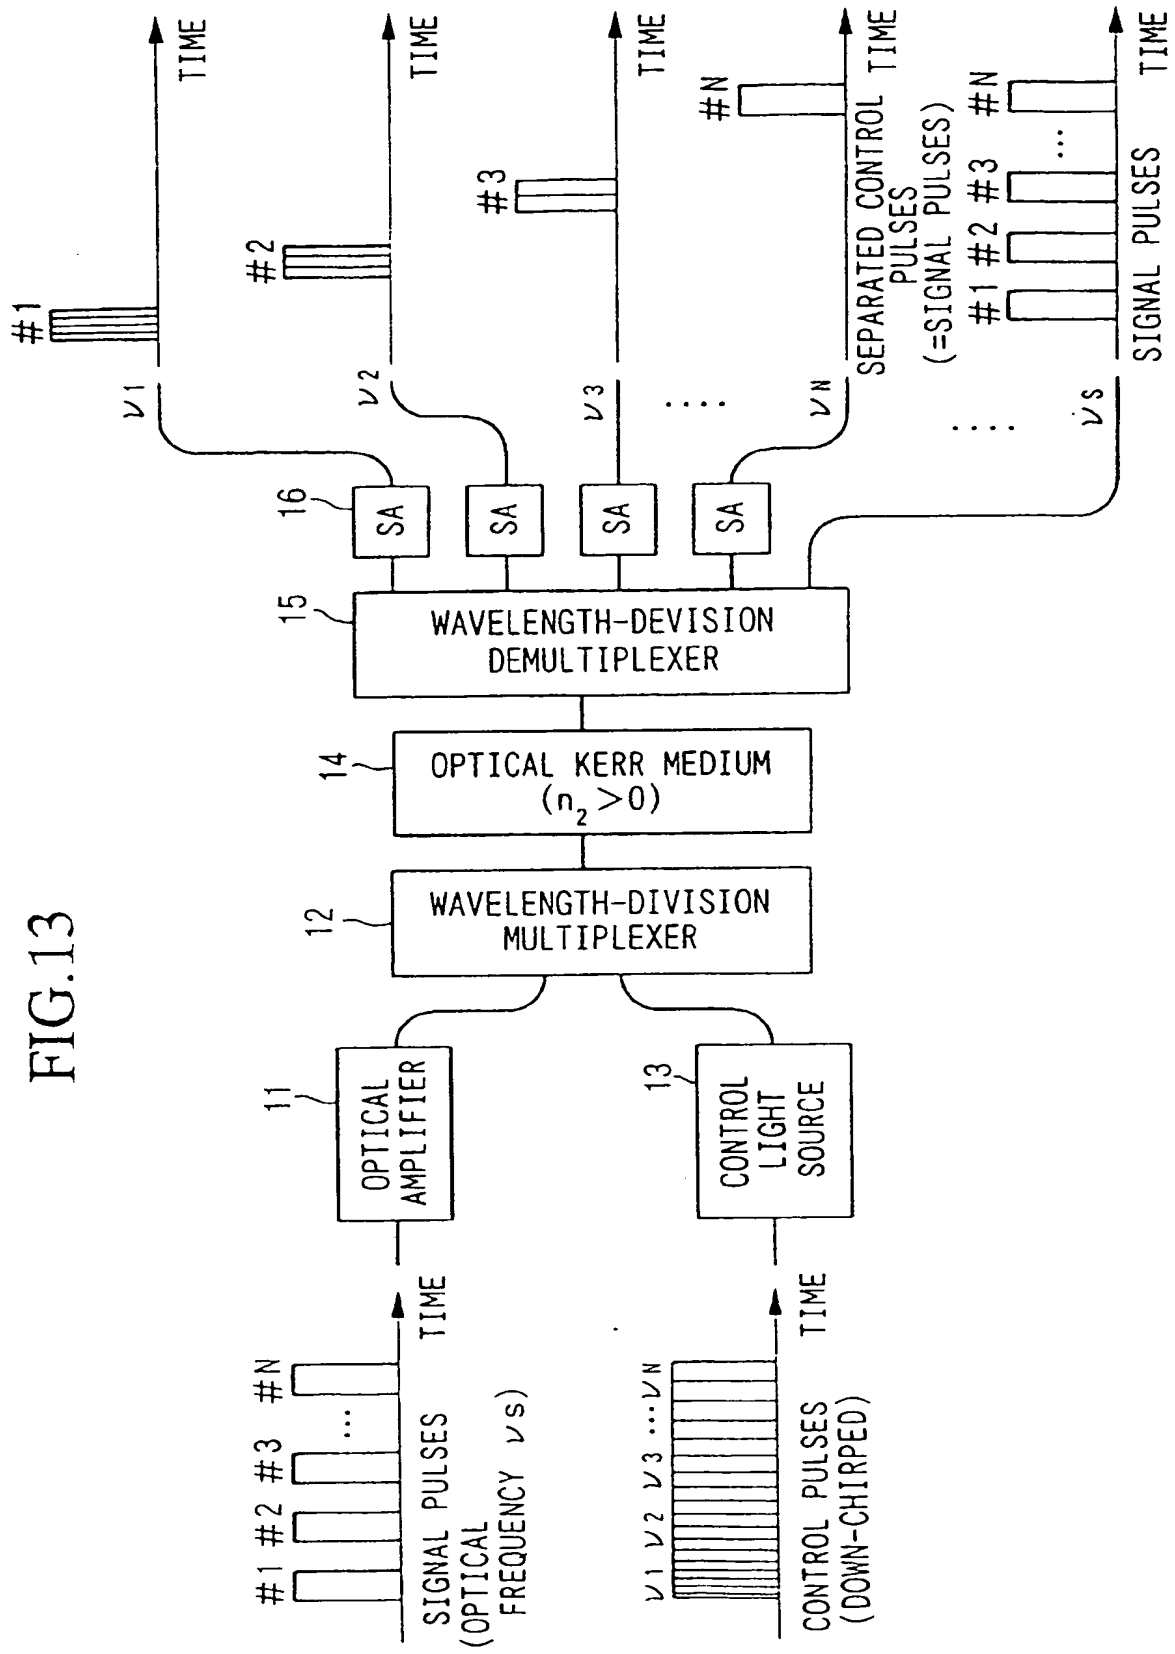 FIG.13
#1 #2 #3 ... #N
TIME
SIGNAL PULSES
(OPTICAL
FREQUENCY νs)
ν1 ν2 ν3 ...νN
TIME
CONTROL PULSES
(DOWN-CHIRPED)
11
OPTICAL
AMPLIFIER
13
CONTROL
LIGHT
SOURCE
12
WAVELENGTH-DIVISION
MULTIPLEXER
14
OPTICAL KERR MEDIUM
(n2>0)
15
WAVELENGTH-DEVISION
DEMULTIPLEXER
16
SA
SA
SA
SA
ν1
#1
TIME
ν2
#2
TIME
ν3
#3
TIME
....
νN
#N
TIME
SEPARATED CONTROL
PULSES
(=SIGNAL PULSES)
....
νs
#1 #2 #3 ... #N
TIME
SIGNAL PULSES